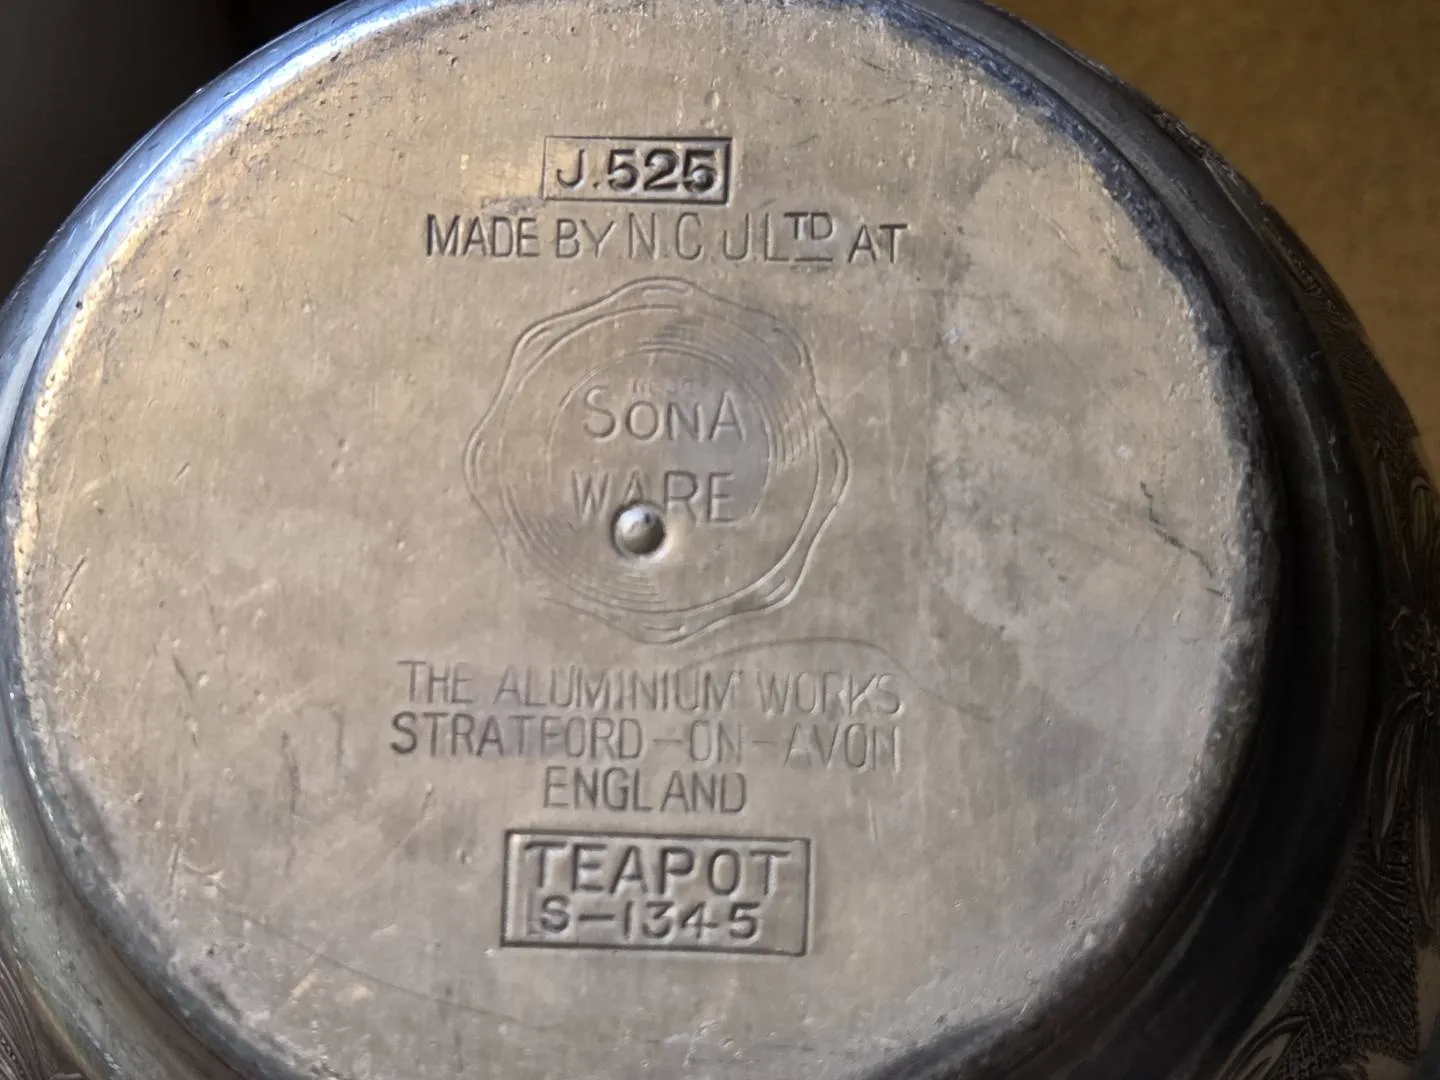 J.525
MADE BY N.C.J.LTD AT
SONA
WARE
THE ALUMINIUM WORKS
STRATFORD-ON-AVON
ENGLAND
TEAPOT
S-1345